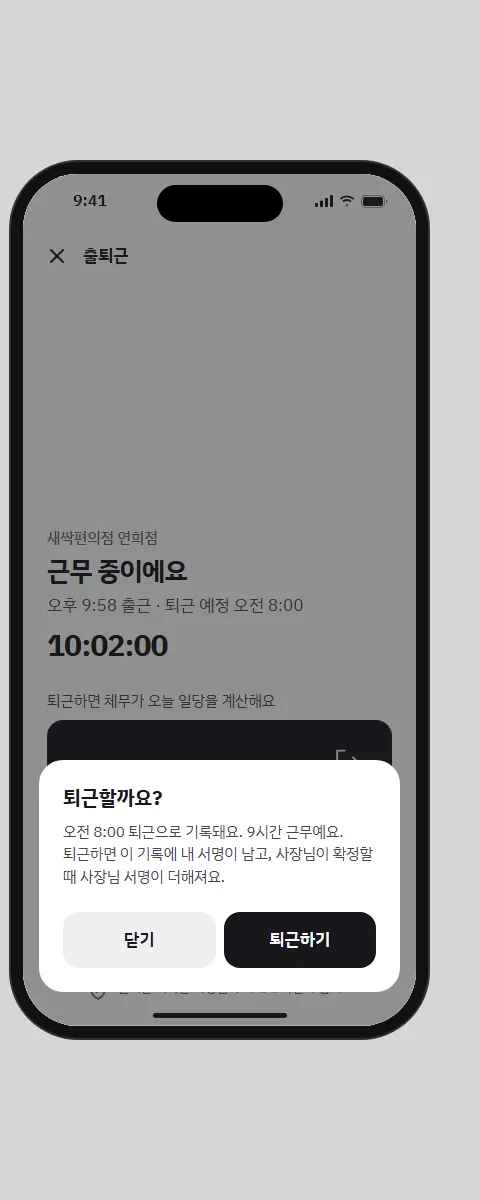 9:41
출퇴근
새싹편의점 연희점
근무 중이에요
오후 9:58 출근 · 퇴근 예정 오전 8:00
10:02:00
퇴근하면 체무가 오늘 일당을 계산해요
퇴근할까요?
오전 8:00 퇴근으로 기록돼요. 9시간 근무예요.
퇴근하면 이 기록에 내 서명이 남고, 사장님이 확정할
때 사장님 서명이 더해져요.
닫기
퇴근하기